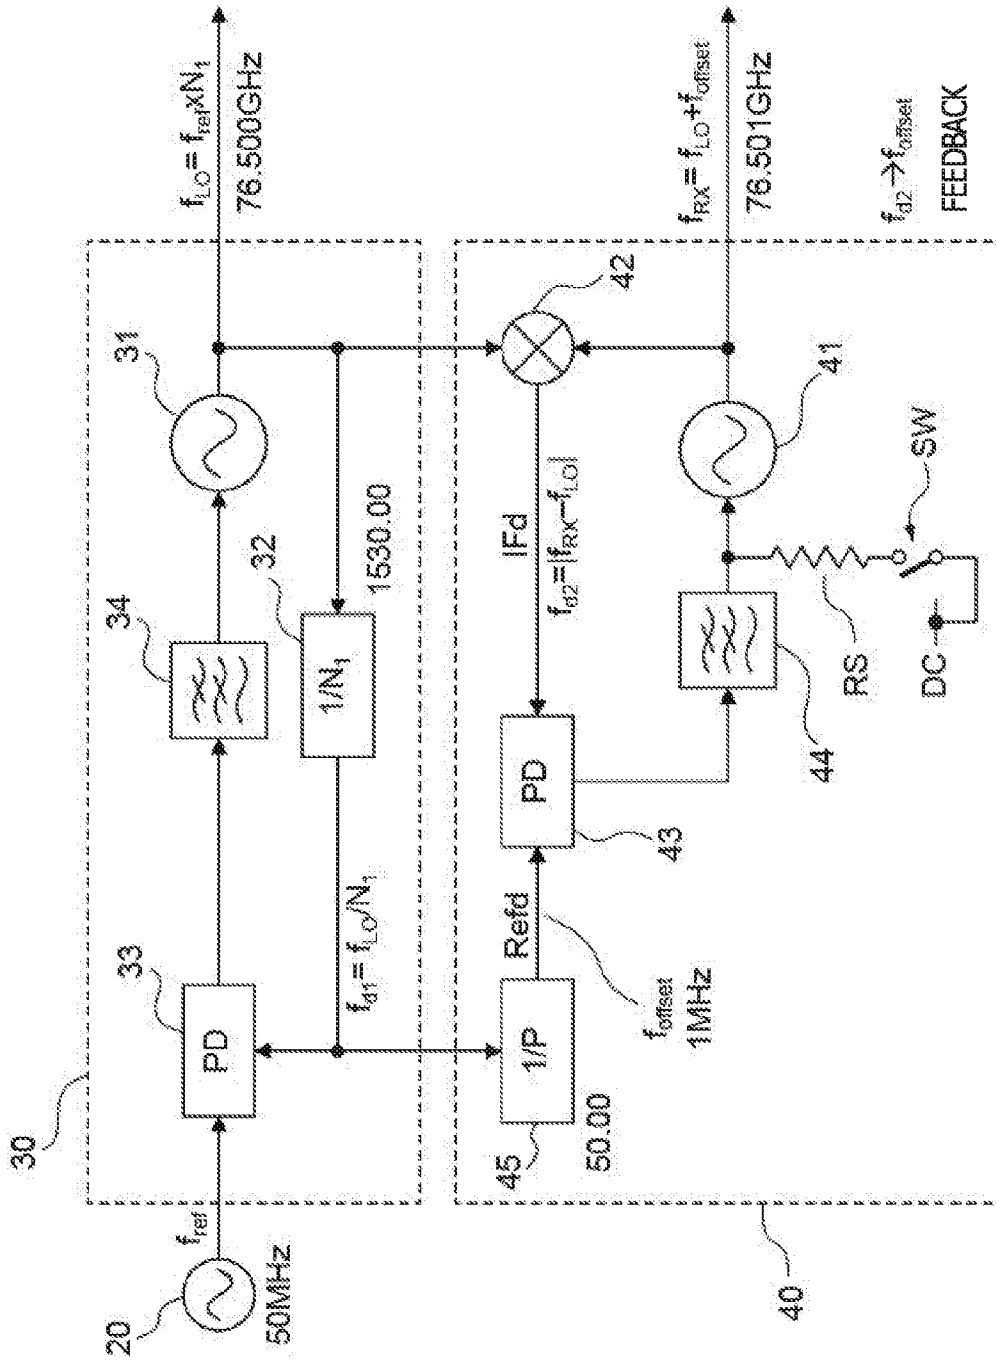 20
f_ref
50MHz
30
33
PD
34
31
f_LO = f_ref x N_1
76.500GHz
f_d1 = f_LO/N_1
32
1/N_1
1530.00
40
45
1/P
50.00
Refd
f_offset
1MHz
43
PD
IFd
f_d2=|f_RX−f_LO|
42
44
RS
DC
SW
41
f_RX= f_LO+f_offset
76.501GHz
f_d2→f_offset
FEEDBACK